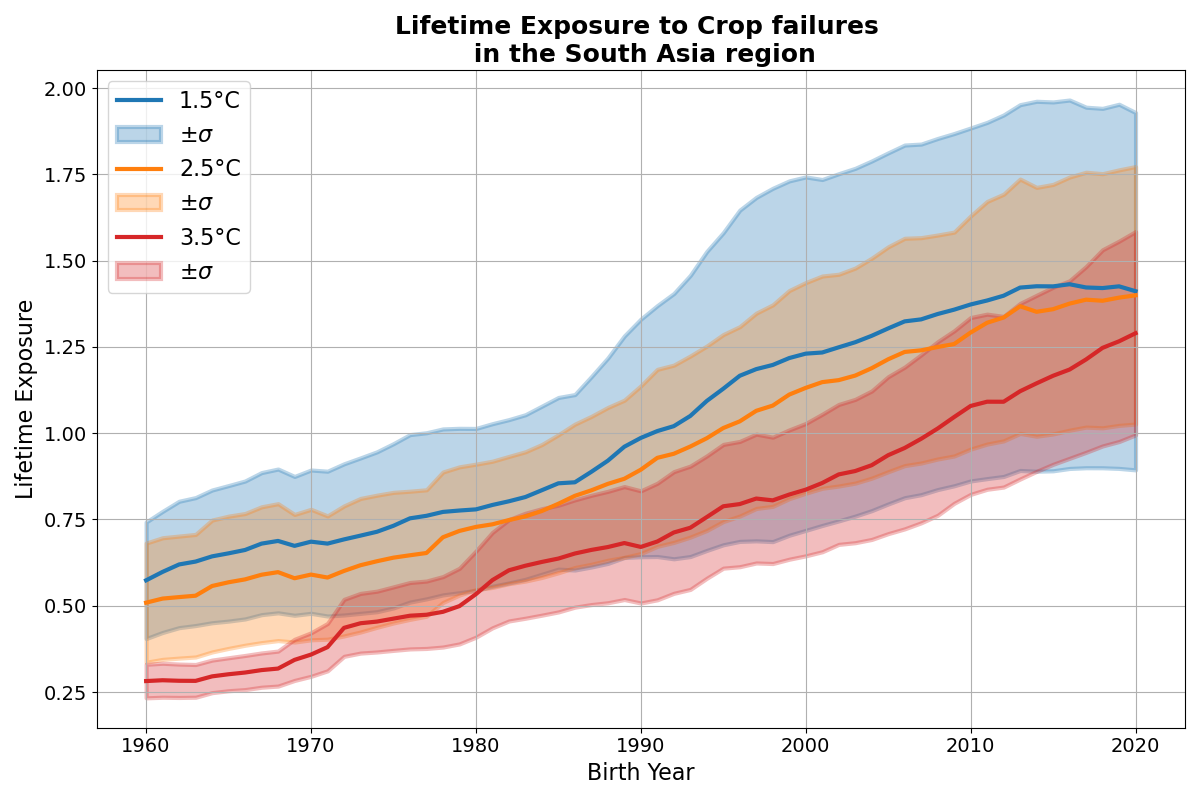 Lifetime Exposure to Crop failures
in the South Asia region
2.00
1.75
1.50
1.25
1.00
0.75
0.50
0.25
Lifetime Exposure
1.5°C
±σ
2.5°C
±σ
3.5°C
±σ
1960 1970 1980 1990 2000 2010 2020
Birth Year